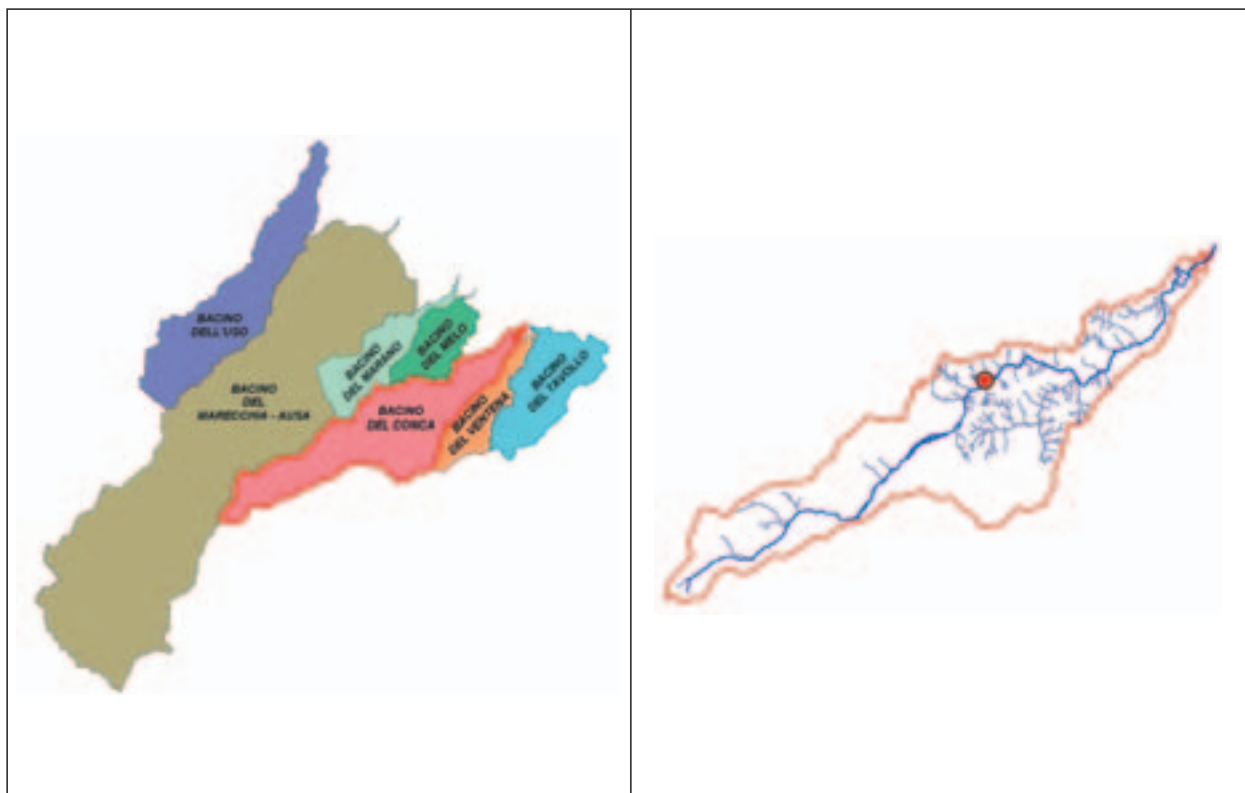 BACINO
DELL'USO
BACINO
DEL
MARECCHIA - AUSA
BACINO
DEL MARANO
BACINO
DEL MELO
BACINO
DEL CONCA
BACINO
DEL VENTENA
BACINO
DEL TAVOLLO